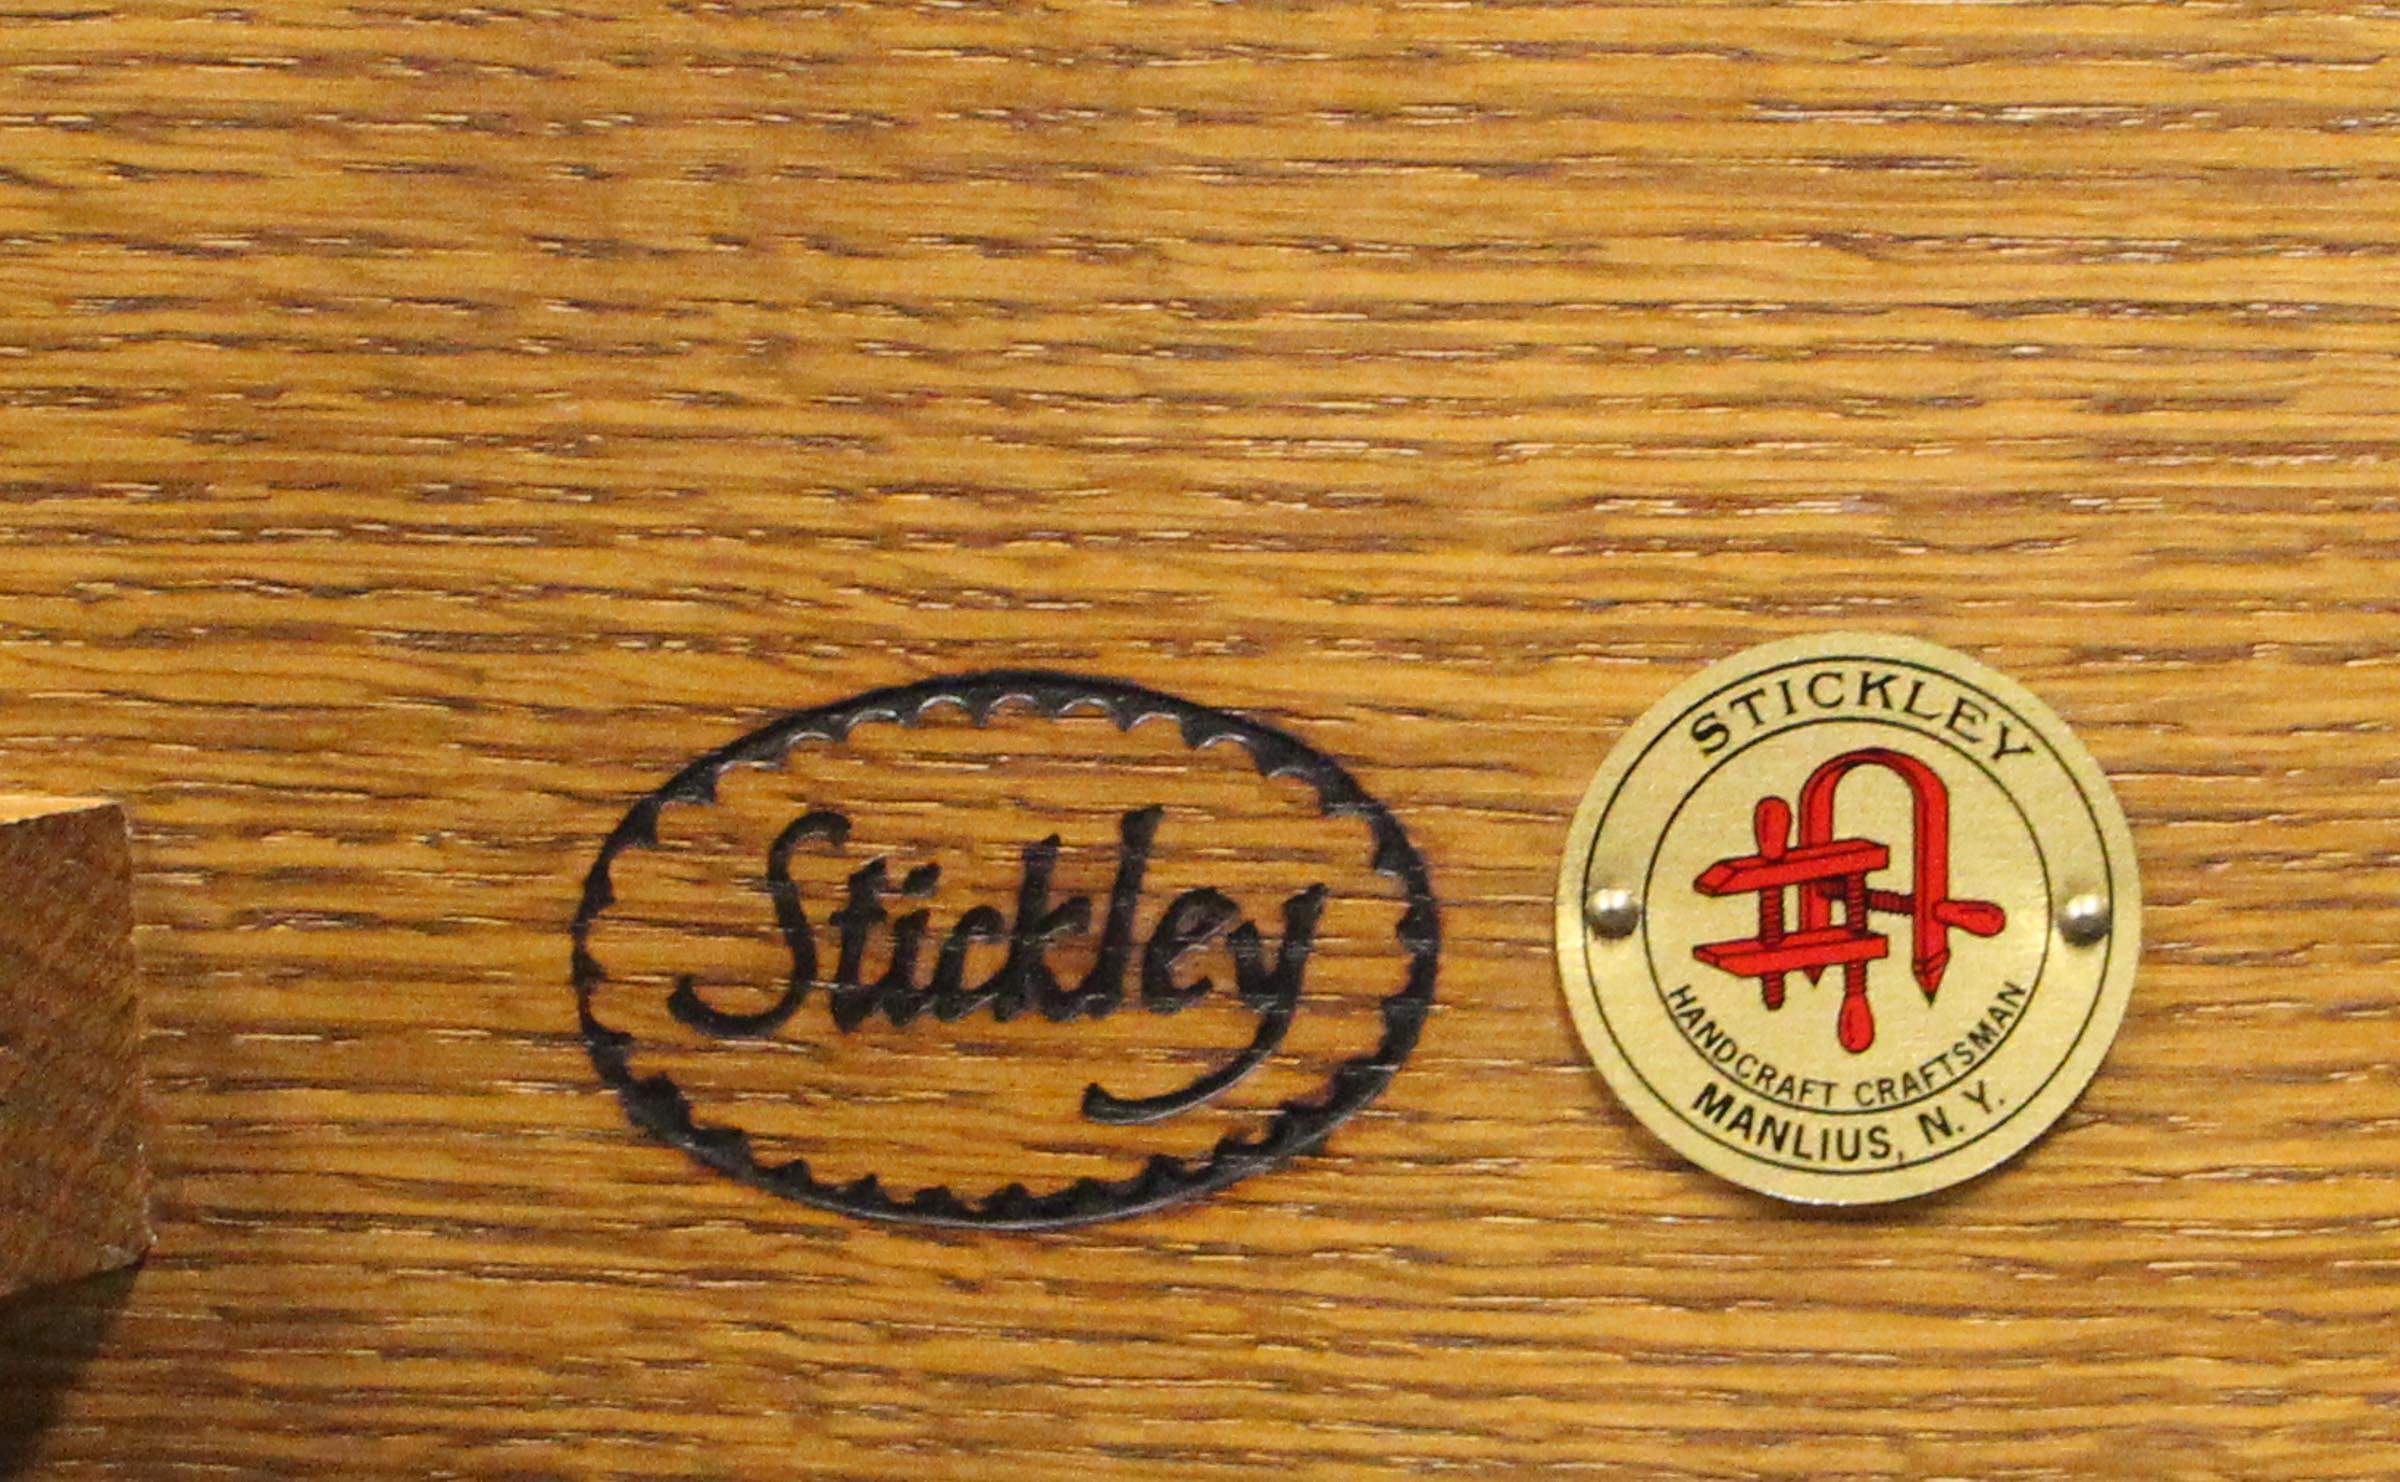 Stickley
STICKLEY
HANDCRAFT CRAFTSMAN
MANLIUS, N. Y.